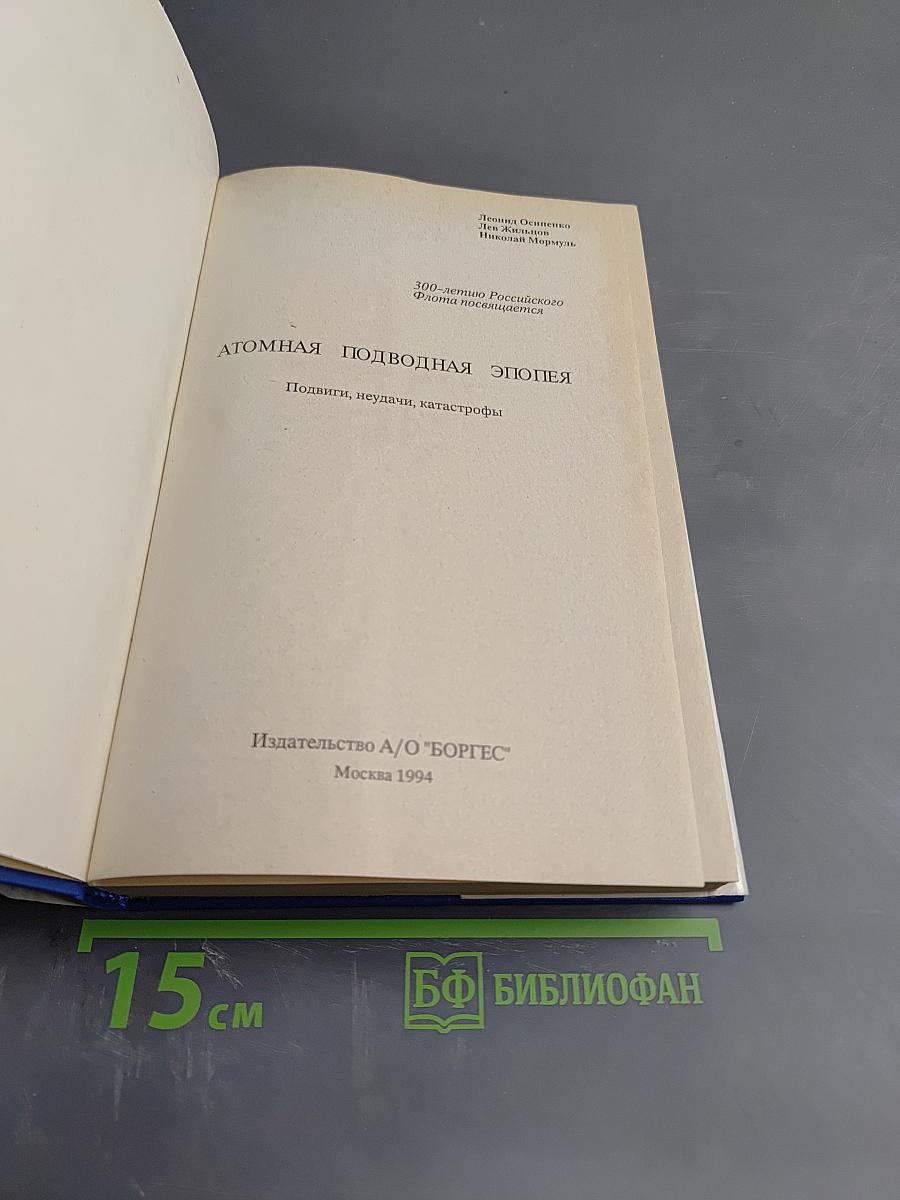 Леонид Осипенко
Лев Жильцов
Николай Мормуль
300-летию Российского
Флота посвящается
АТОМНАЯ ПОДВОДНАЯ ЭПОПЕЯ
Подвиги, неудачи, катастрофы
Издательство А/О "БОРГЕС"
Москва 1994
15 см
БФ БИБЛИОФАН